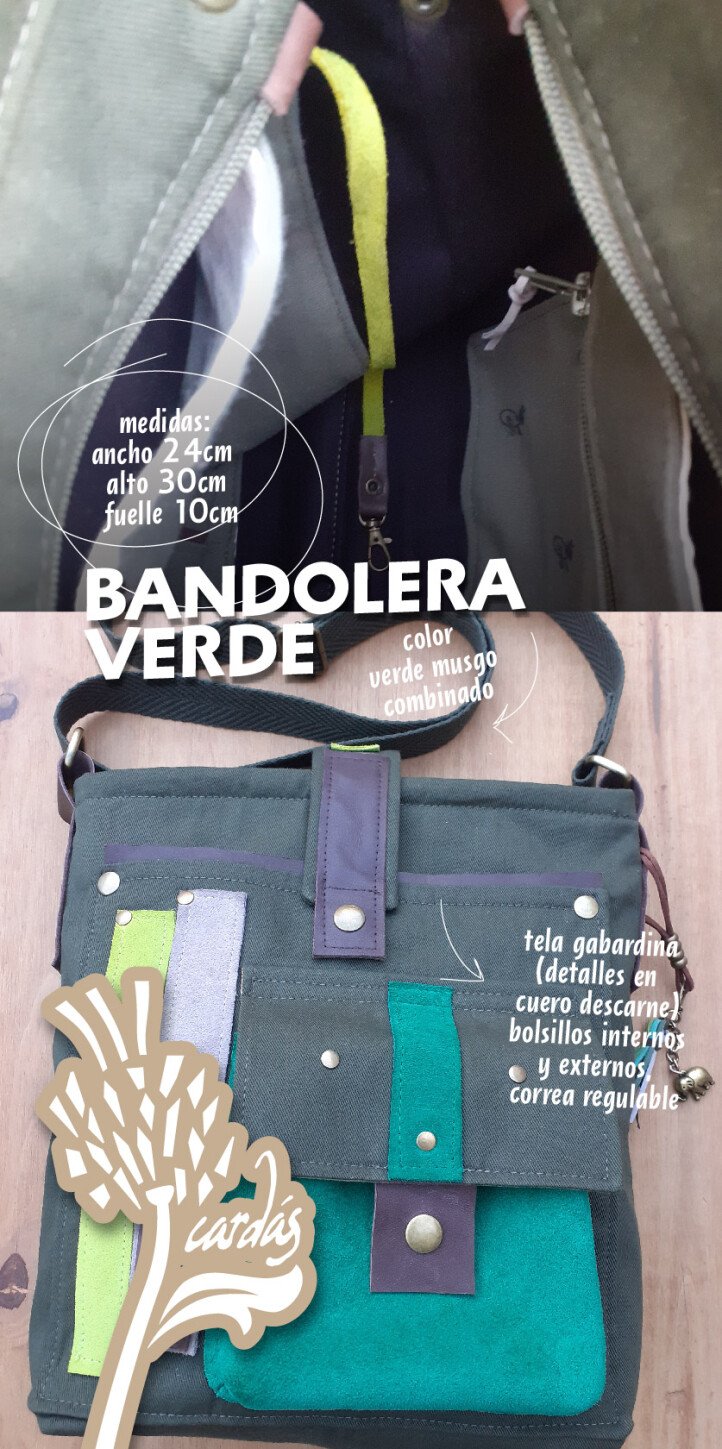 medidas:
ancho 24cm
alto 30cm
fuelle 10cm
BANDOLERA
VERDE
color
verde musgo
combinado
tela gabardina
(detalles en
cuero descarne)
bolsillos internos
y externos
correa regulable
cardás